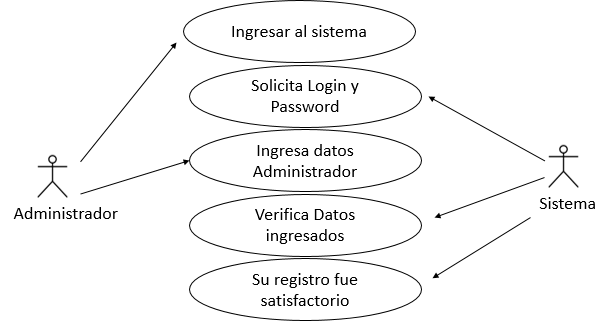 Ingresar al sistema
Solicita Login y
Password
Ingresa datos
Administrador
Administrador
Sistema
Verifica Datos
ingresados
Su registro fue
satisfactorio